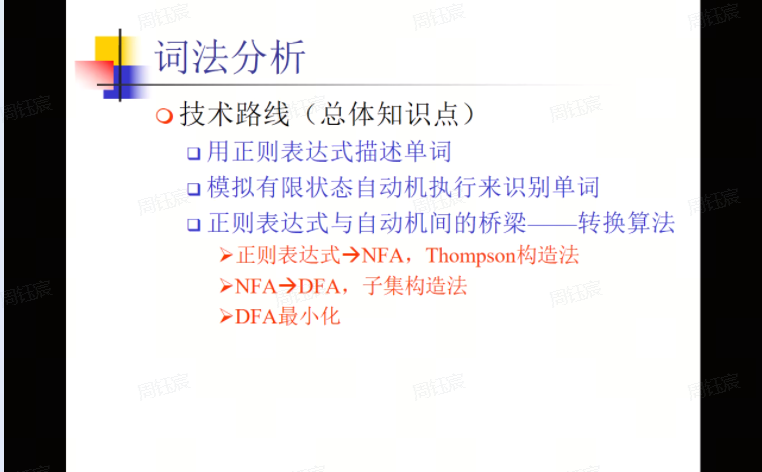 词法分析
技术路线（总体知识点）
用正则表达式描述单词
模拟有限状态自动机执行来识别单词
正则表达式与自动机间的桥梁——转换算法
正则表达式→NFA，Thompson构造法
NFA→DFA，子集构造法
DFA最小化
周钰宸